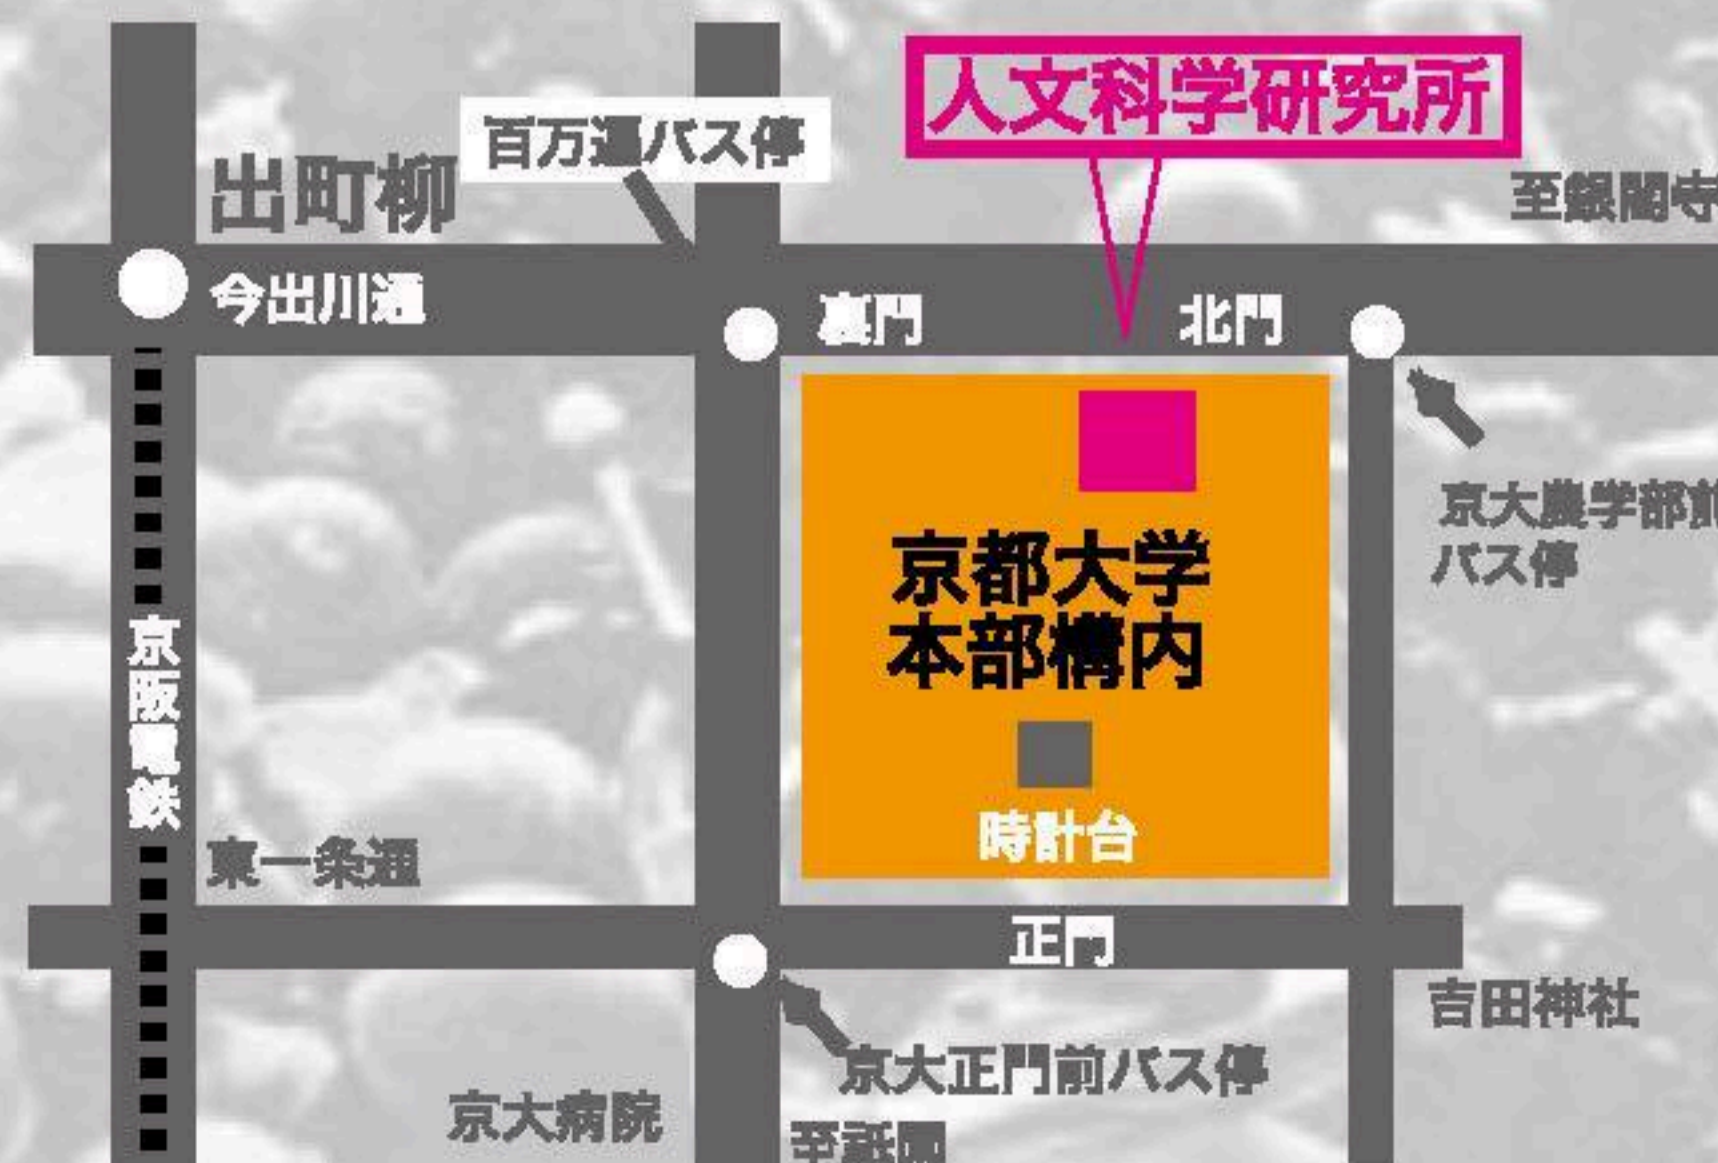 人文科学研究所
百万遍バス停
出町柳
至銀閣寺
今出川通
裏門
北門
京大農学部前
バス停
京都大学
本部構内
京阪電鉄
時計台
東一条通
正門
吉田神社
京大正門前バス停
京大病院
至祇園